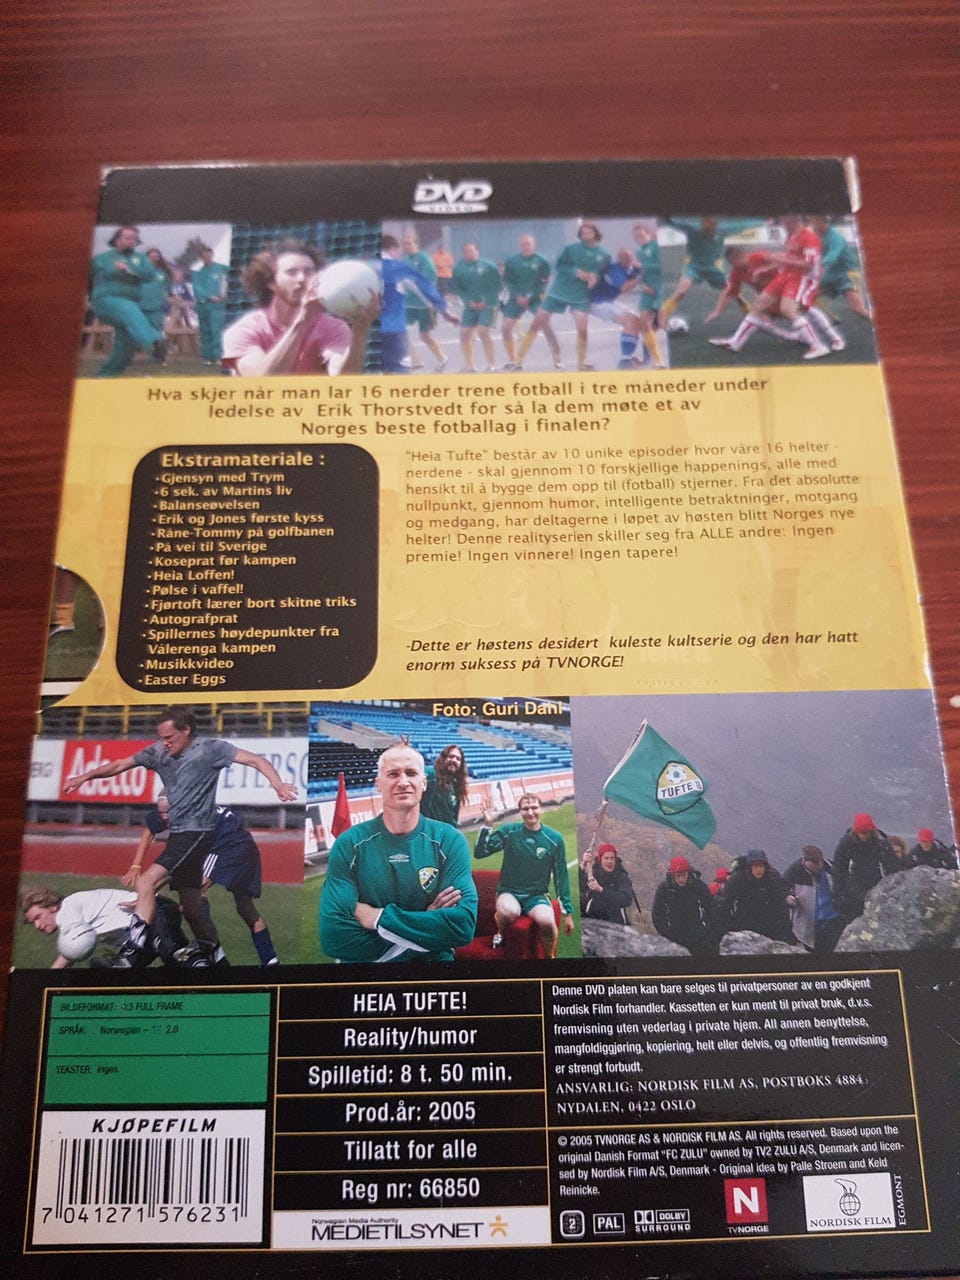 DVD
VIDEO
Hva skjer når man lar 16 nerder trene fotball i tre måneder under
ledelse av Erik Thorstvedt for så la dem møte et av
Norges beste fotballag i finalen?
Ekstramateriale :
· Gjensyn med Trym
· 6 sek. av Martins liv
· Balanseøvelsen
· Erik og Jones første kyss
· Råne-Tommy på golfbanen
· På vei til Sverige
· Koseprat før kampen
· Heia Loffen!
· Pølse i vaffel!
· Fjørtoft lærer bort skitne triks
· Autografprat
· Spillernes høydepunkter fra
Vålerenga kampen
· Musikkvideo
· Easter Eggs
"Heia Tufte" består av 10 unike episoder hvor våre 16 helter -
nerdene - skal gjennom 10 forskjellige happenings, alle med
hensikt til å bygge dem opp til (fotball) stjerner. Fra det absolutte
nullpunkt, gjennom humor, intelligente betraktninger, motgang
og medgang, har deltagerne i løpet av høsten blitt Norges nye
helter! Denne realityserien skiller seg fra ALLE andre: Ingen
premie! Ingen vinnere! Ingen tapere!
-Dette er høstens desidert kuleste kultserie og den har hatt
enorm suksess på TVNORGE!
Foto: Guri Dahl
Adecco
TUFTE IL
BILDEFORMAT: 4:3 FULL FRAME
SPRÅK: Norwegian - 2.0
TEKSTER: ingen.
KJØPEFILM
7 041271 576231
HEIA TUFTE!
Reality/humor
Spilletid: 8 t. 50 min.
Prod.år: 2005
Tillatt for alle
Reg nr: 66850
Norwegian Media Authority
MEDIETILSYNET
Denne DVD platen kan bare selges til privatpersoner av en godkjent
Nordisk Film forhandler. Kassetten er kun ment til privat bruk, d.v.s.
fremvisning uten vederlag i private hjem. All annen benyttelse,
mangfoldiggjøring, kopiering, helt eller delvis, og offentlig fremvisning
er strengt forbudt.
ANSVARLIG: NORDISK FILM AS, POSTBOKS 4884
NYDALEN, 0422 OSLO
© 2005 TVNORGE AS & NORDISK FILM AS. All rights reserved. Based upon the
original Danish Format "FC ZULU" owned by TV2 ZULU A/S, Denmark and licen-
sed by Nordisk Film A/S, Denmark - Original idea by Palle Stroem and Keld
Reinicke.
2
PAL
DOLBY
SURROUND
N
TVNORGE
NORDISK FILM
EGMONT